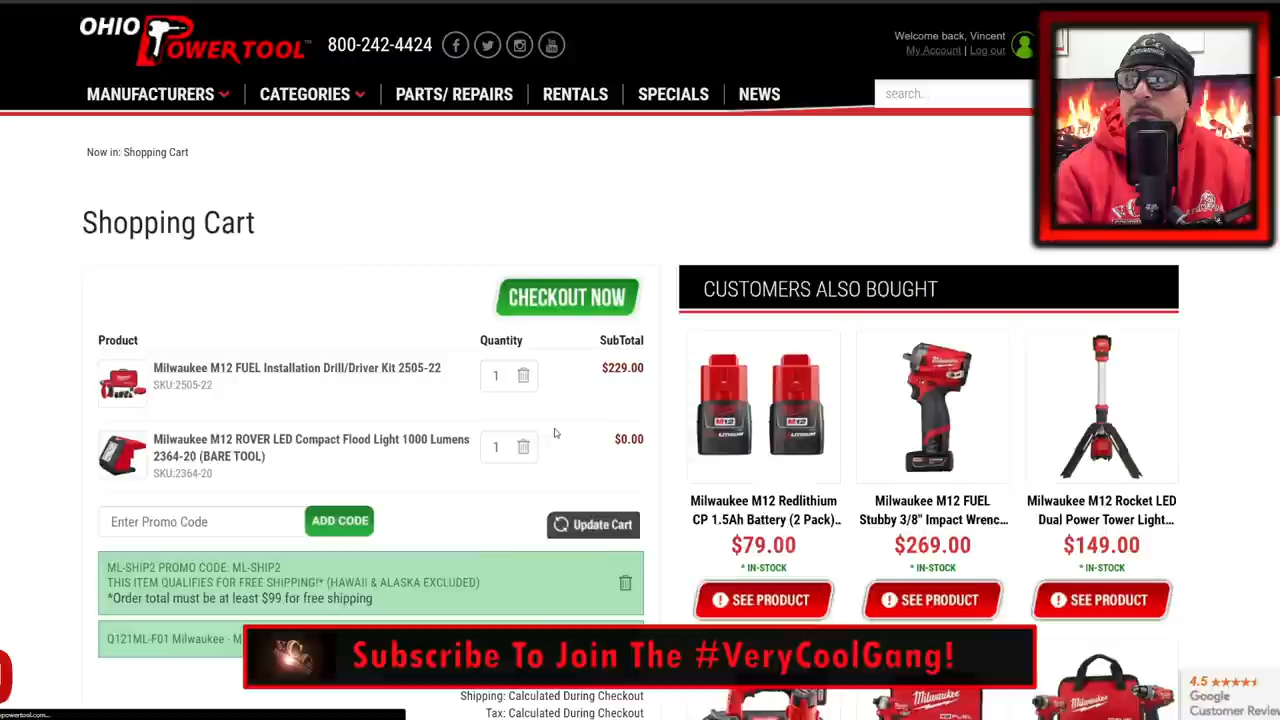 OHIO
POWER TOOL™
800-242-4424
Welcome back, Vincent
My Account | Log out
MANUFACTURERS
CATEGORIES
PARTS/ REPAIRS
RENTALS
SPECIALS
NEWS
search.
Now in: Shopping Cart
Shopping Cart
CHECKOUT NOW
Product Quantity SubTotal
Milwaukee M12 FUEL Installation Drill/Driver Kit 2505-22
SKU:2505-22
1
$229.00
Milwaukee M12 ROVER LED Compact Flood Light 1000 Lumens
2364-20 (BARE TOOL)
SKU:2364-20
1
$0.00
Enter Promo Code
ADD CODE
Update Cart
ML-SHIP2 PROMO CODE: ML-SHIP2
THIS ITEM QUALIFIES FOR FREE SHIPPING!* (HAWAII & ALASKA EXCLUDED)
*Order total must be at least $99 for free shipping
Q121ML-F01 Milwaukee - M
Shipping: Calculated During Checkout
Tax: Calculated During Checkout
CUSTOMERS ALSO BOUGHT
Milwaukee M12 Redlithium
CP 1.5Ah Battery (2 Pack)..
$79.00
* IN-STOCK
SEE PRODUCT
Milwaukee M12 FUEL
Stubby 3/8" Impact Wrenc...
$269.00
* IN-STOCK
SEE PRODUCT
Milwaukee M12 Rocket LED
Dual Power Tower Light...
$149.00
* IN-STOCK
SEE PRODUCT
Subscribe To Join The #VeryCoolGang!
4.5
Google
Customer Review